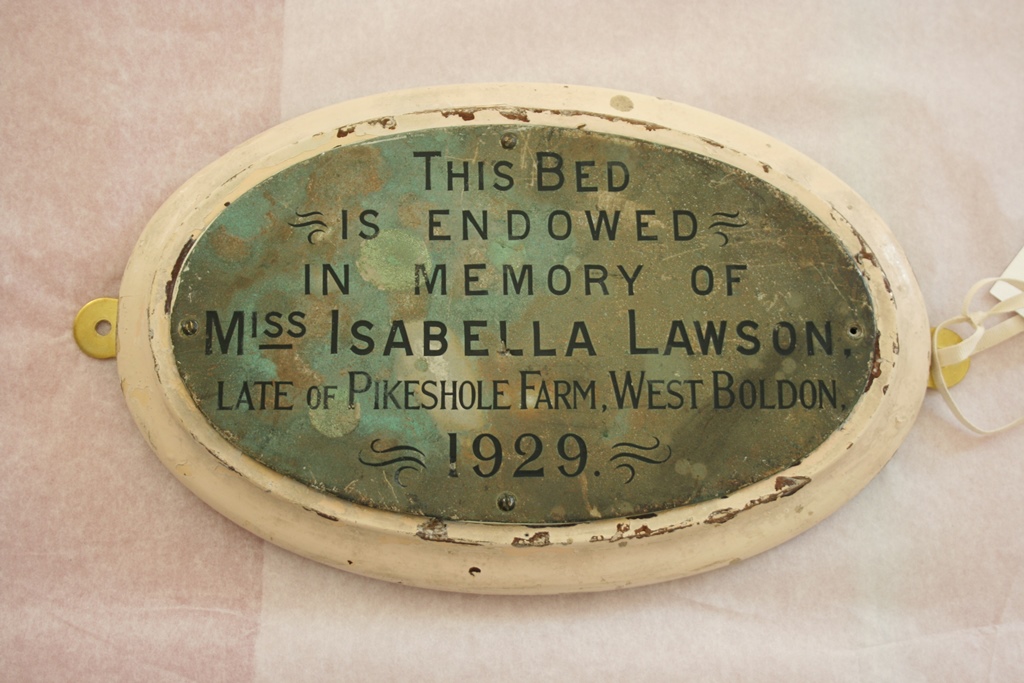 THIS BED
IS ENDOWED
IN MEMORY OF
MISS ISABELLA LAWSON.
LATE OF PIKESHOLE FARM, WEST BOLDON,
1929.